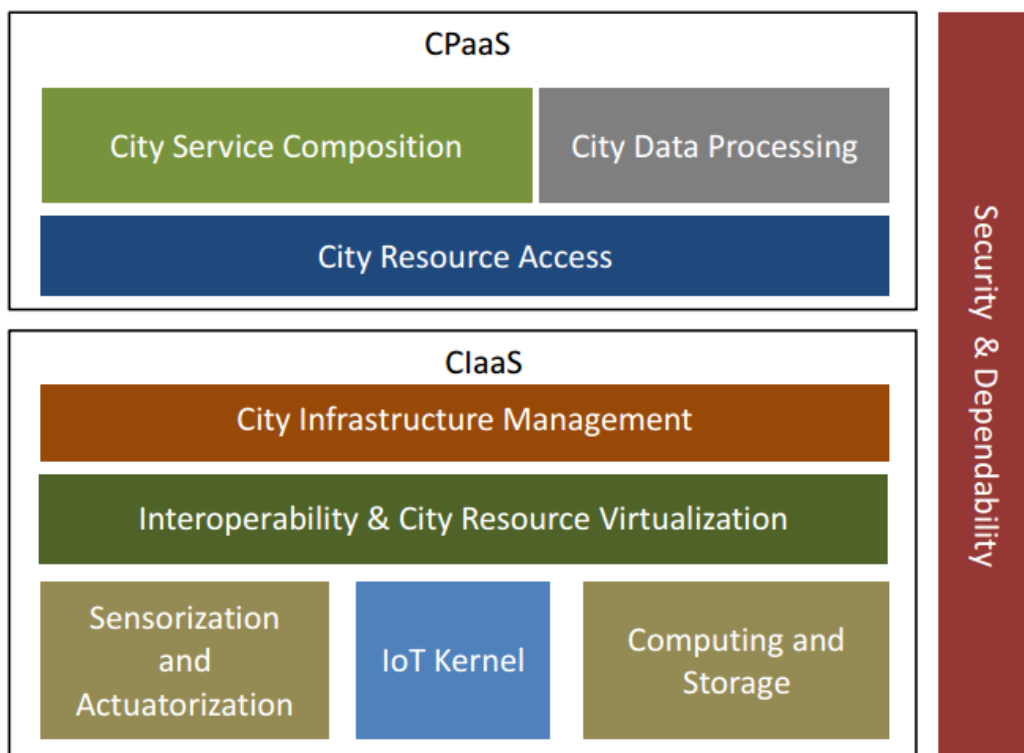 CPaaS
City Service Composition
City Data Processing
City Resource Access
CIaaS
City Infrastructure Management
Interoperability & City Resource Virtualization
Sensorization
and
Actuatorization
IoT Kernel
Computing and
Storage
Security & Dependability